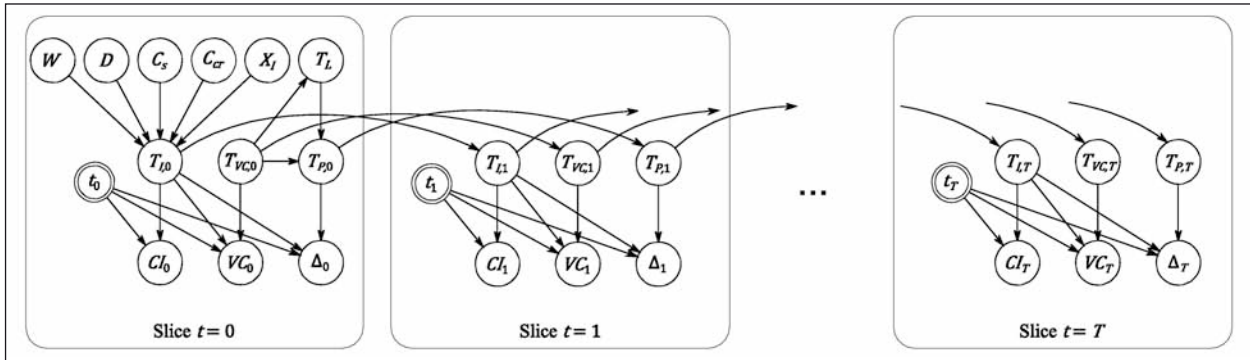 W D C_s C_cr X_I T_L
T_I,0 T_VC,0 T_P,0 T_I,1 T_VC,1 T_P,1 T_I,T T_VC,T T_P,T
t_0 t_1 ... t_T
CI_0 VC_0 Δ_0 CI_1 VC_1 Δ_1 CI_T VC_T Δ_T
Slice t = 0 Slice t = 1 Slice t = T